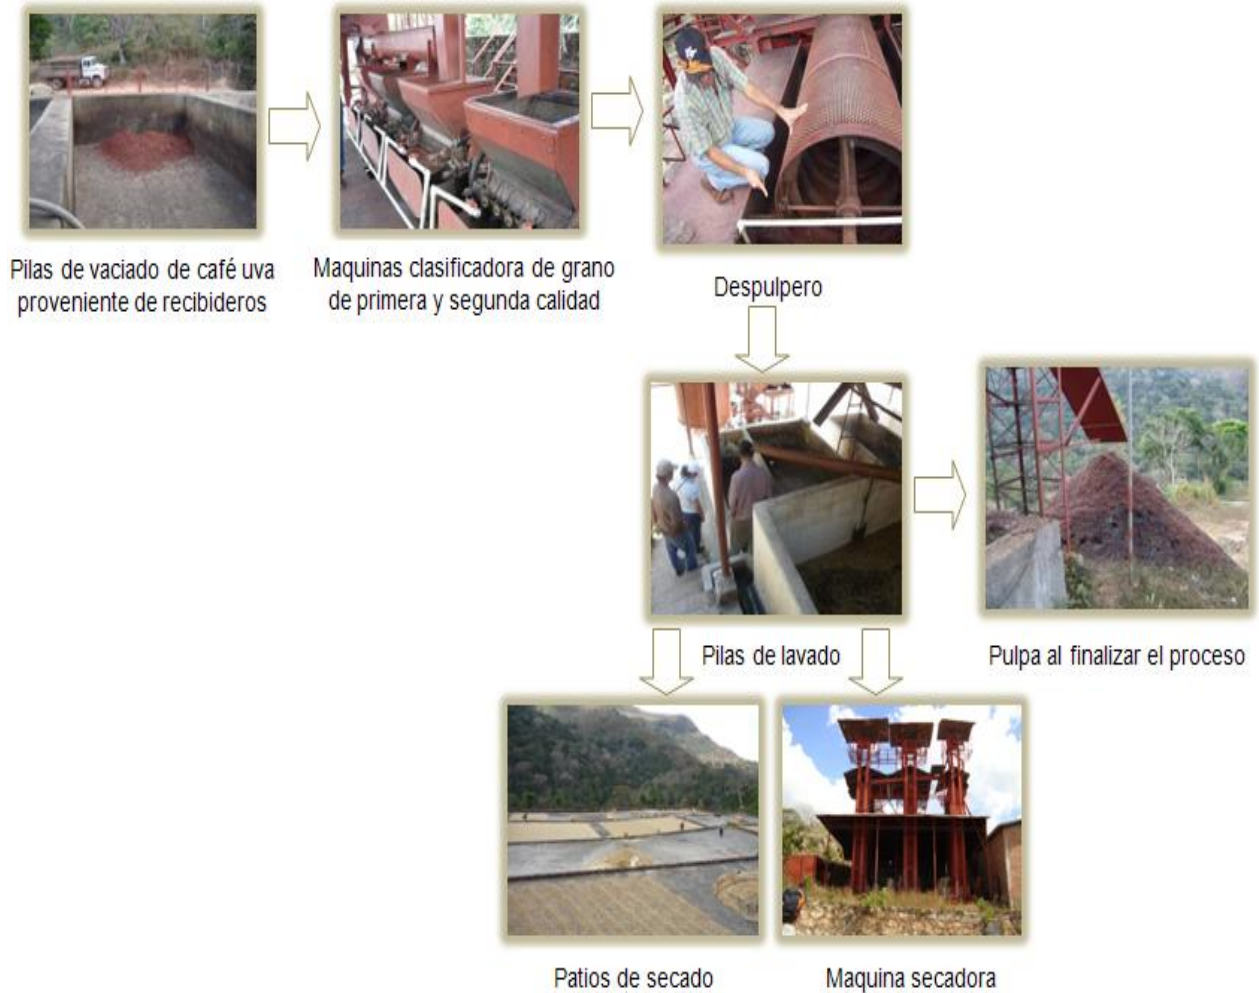 Pilas de vaciado de café uva
proveniente de recibideros
Maquinas clasificadora de grano
de primera y segunda calidad
Despulpero
Pilas de lavado
Pulpa al finalizar el proceso
Patios de secado
Maquina secadora